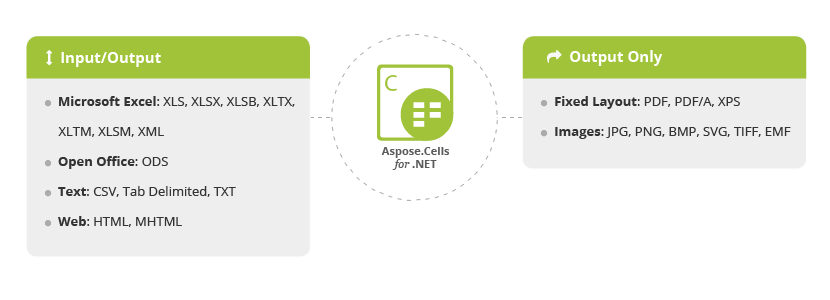 Input/Output
Microsoft Excel: XLS, XLSX, XLSB, XLTX,
XLTM, XLSM, XML
Open Office: ODS
Text: CSV, Tab Delimited, TXT
Web: HTML, MHTML
C
Aspose.Cells
for .NET
Output Only
Fixed Layout: PDF, PDF/A, XPS
Images: JPG, PNG, BMP, SVG, TIFF, EMF